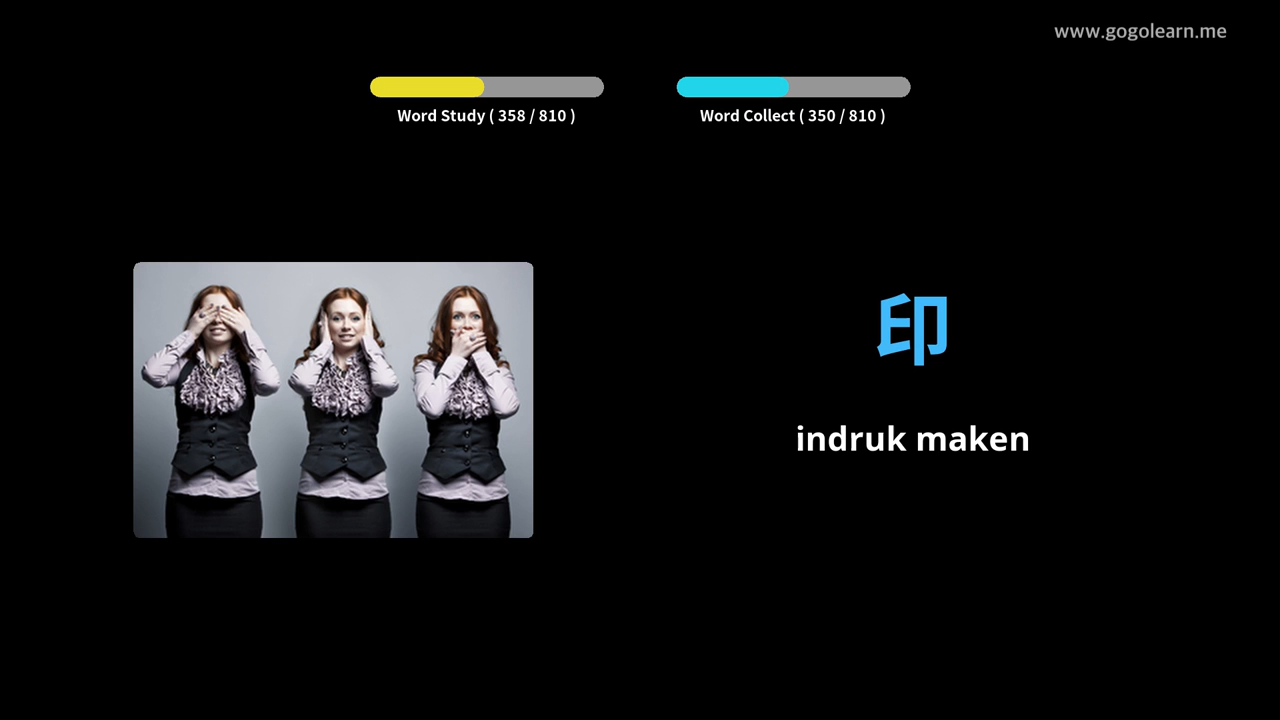 www.gogolearn.me
Word Study ( 358 / 810 )
Word Collect ( 350 / 810 )
印
indruk maken